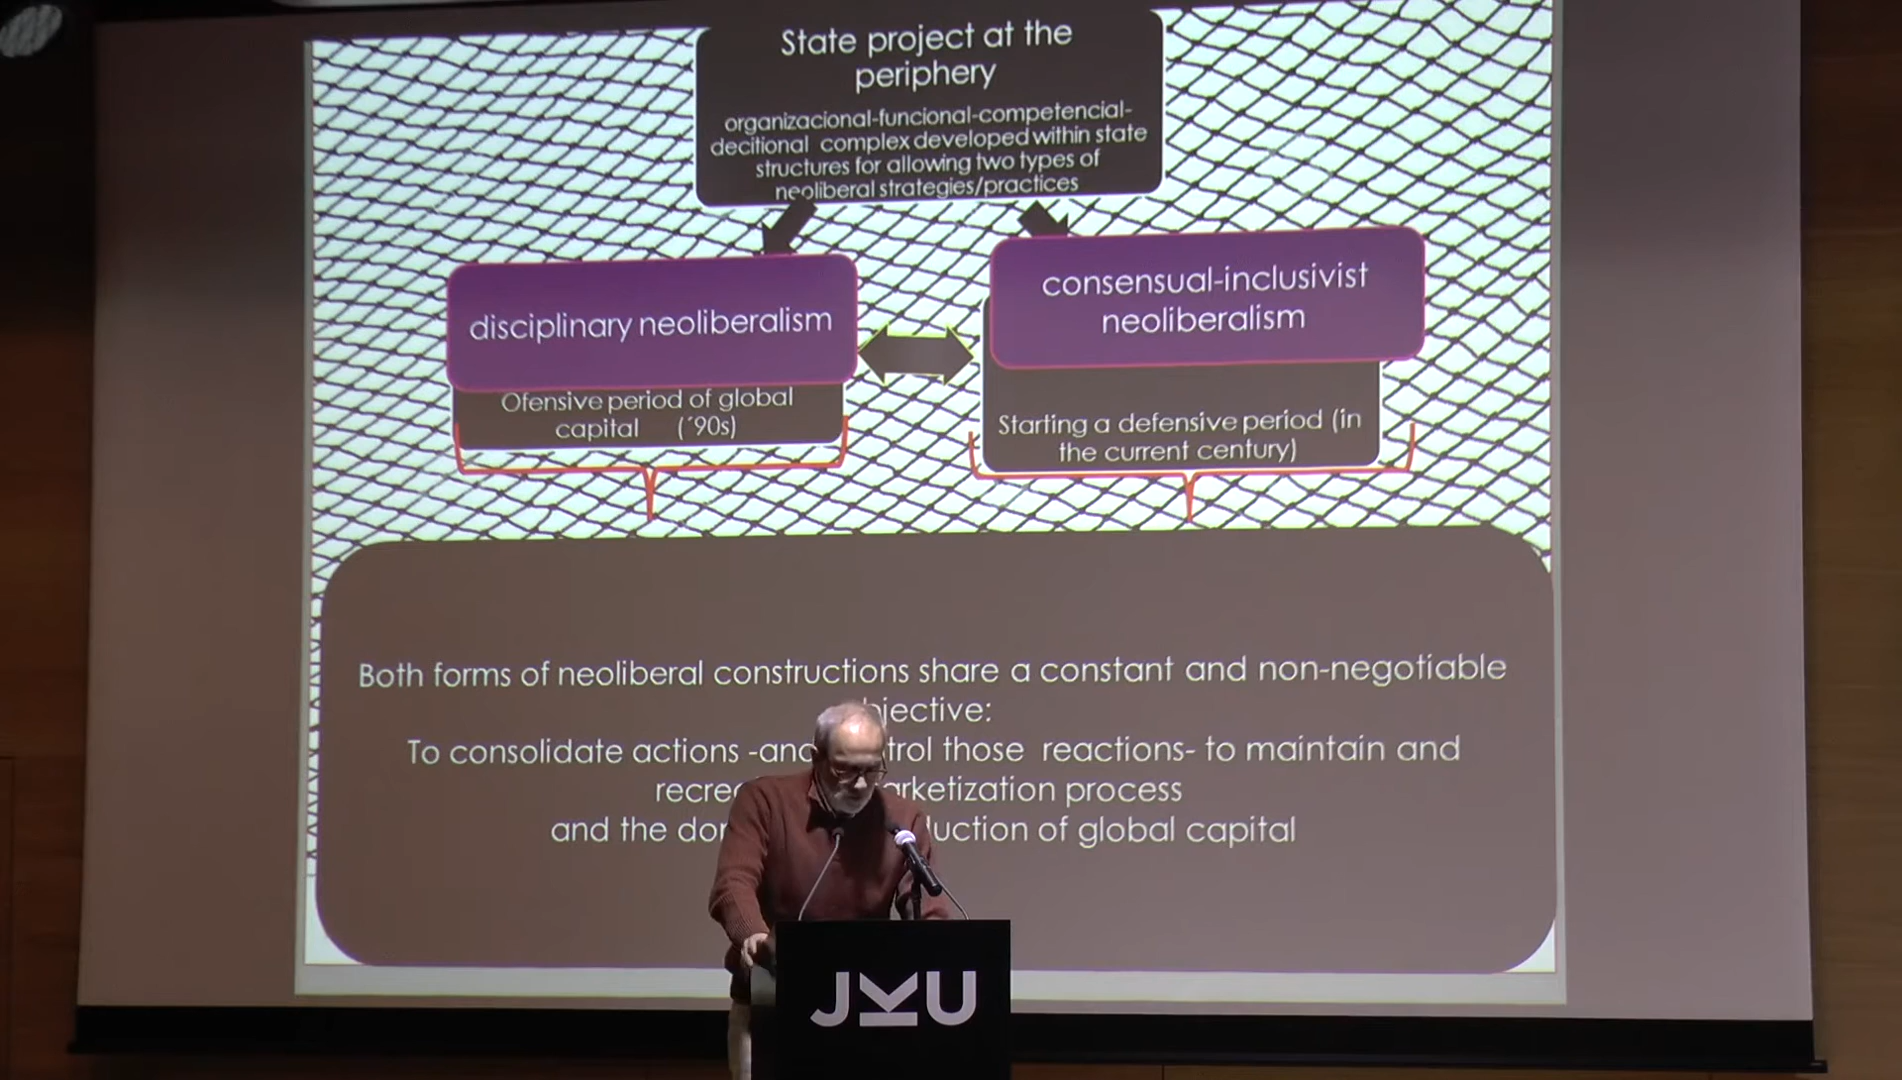 State project at the
periphery
organizacional-funcional-competencial-
decitional complex developed within state
structures for allowing two types of
neoliberal strategies/practices
disciplinary neoliberalism
Ofensive period of global
capital (´90s)
consensual-inclusivist
neoliberalism
Starting a defensive period (in
the current century)
Both forms of neoliberal constructions share a constant and non-negotiable
To consolidate actions those reactions- to maintain and
process
and the of global capital
JKU